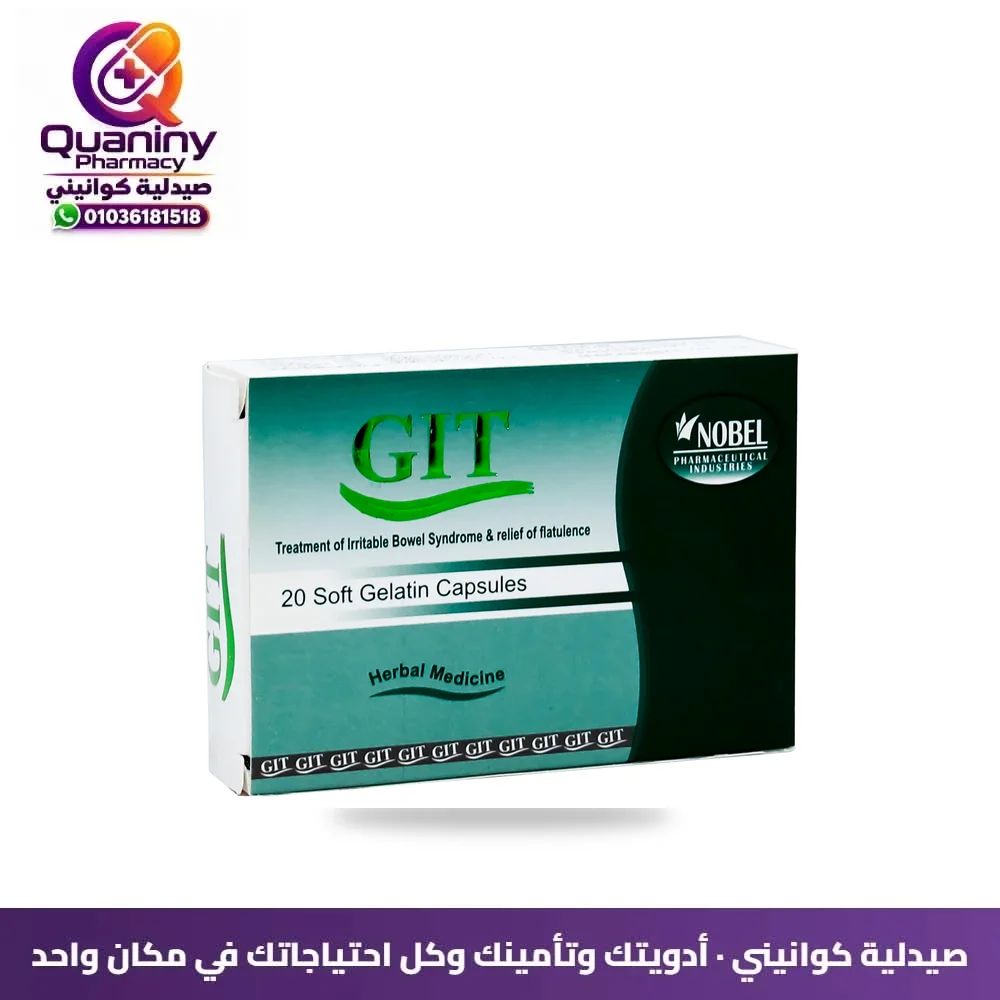 Quaniny
Pharmacy
صيدلية كوانيني
01036181518
GIT
NOBEL
PHARMACEUTICAL
INDUSTRIES
Treatment of Irritable Bowel Syndrome & relief of flatulence
20 Soft Gelatin Capsules
GIT
Herbal Medicine
GIT GIT GIT GIT GIT GIT GIT GIT GIT GIT GIT
صيدلية كوانيني · أدويتك وتأمينك وكل احتياجاتك في مكان واحد